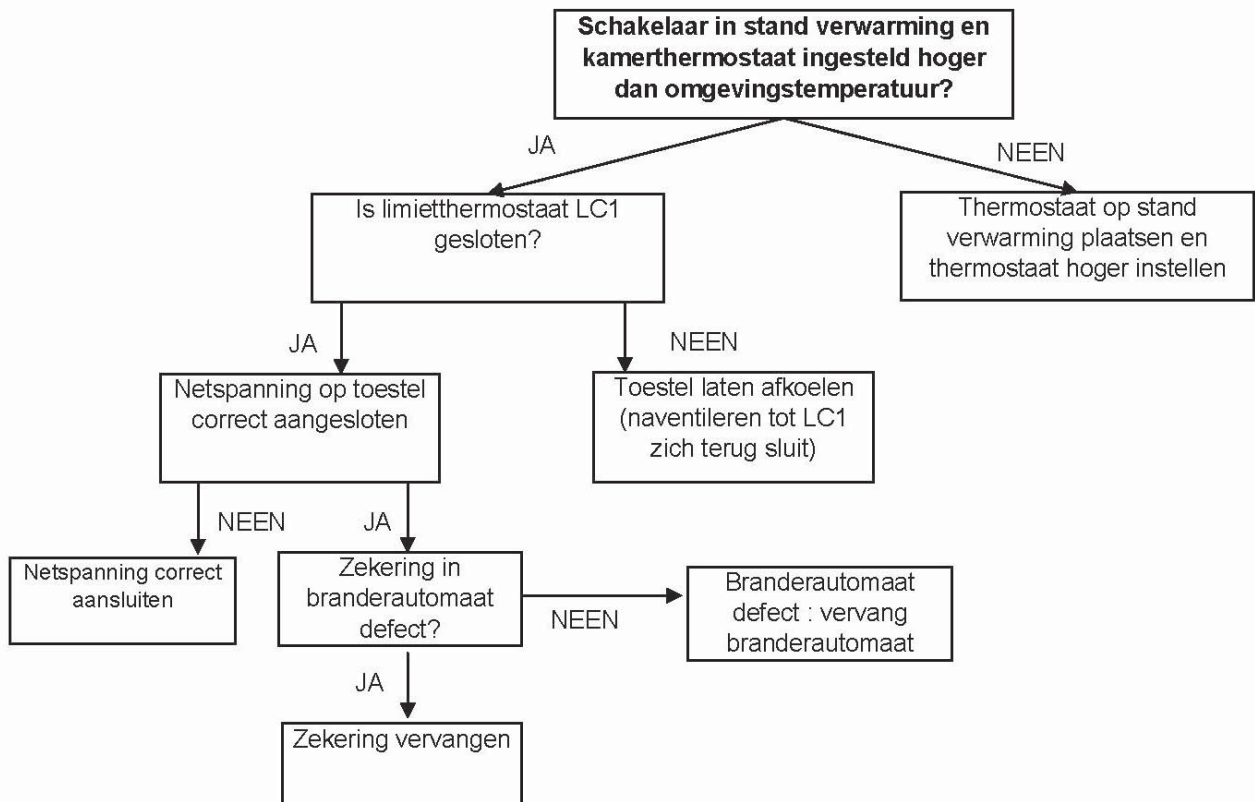 Schakelaar in stand verwarming en
kamerthermostaat ingesteld hoger
dan omgevingstemperatuur?
JA
NEEN
Is limietthermostaat LC1
gesloten?
Thermostaat op stand
verwarming plaatsen en
thermostaat hoger instellen
JA
NEEN
Netspanning op toestel
correct aangesloten
Toestel laten afkoelen
(naventileren tot LC1
zich terug sluit)
NEEN
JA
Netspanning correct
aansluiten
Zekering in
branderautomaat
defect?
NEEN
Branderautomaat
defect : vervang
branderautomaat
JA
Zekering vervangen